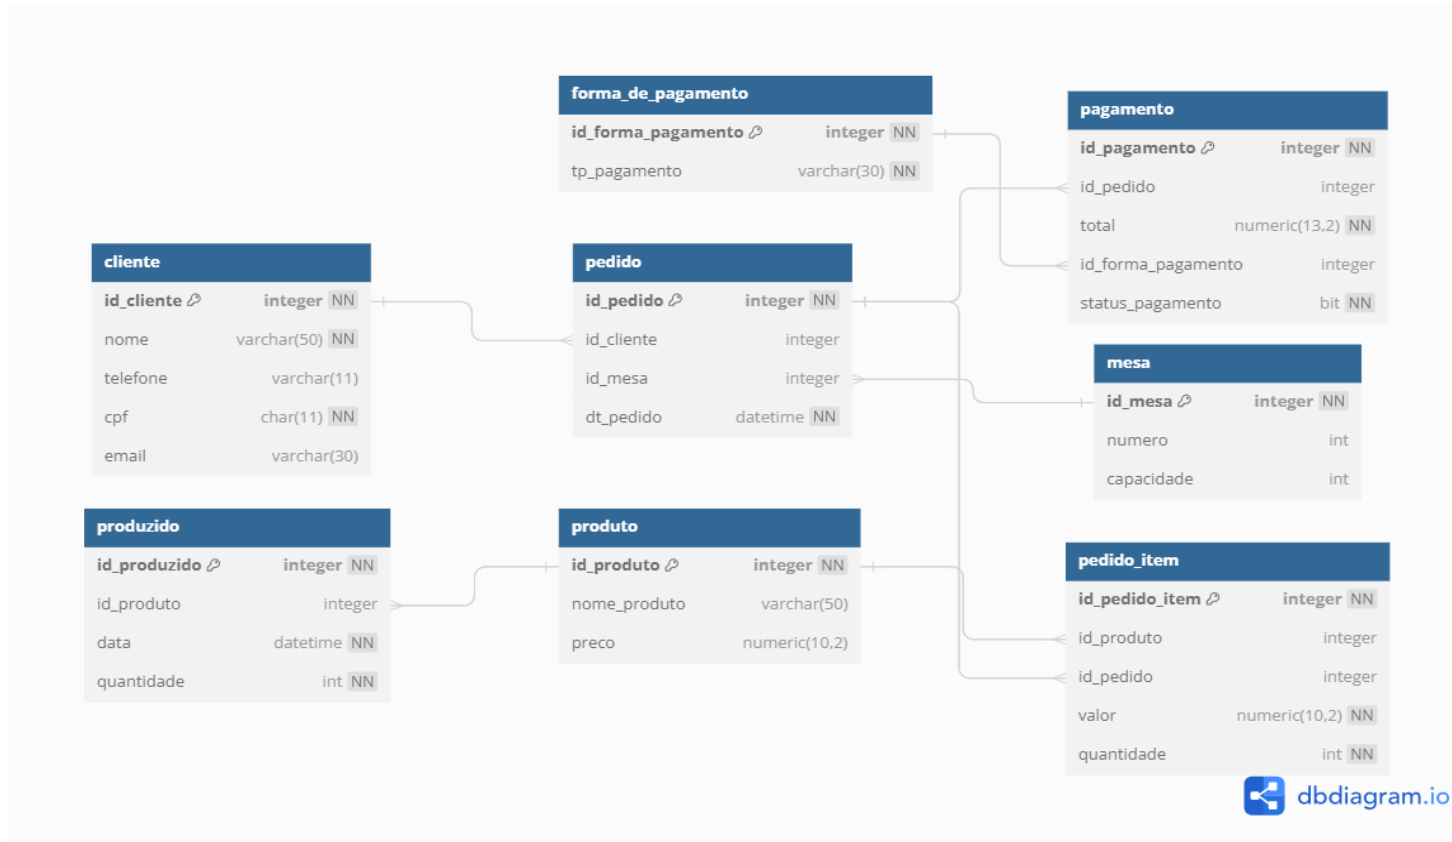 forma_de_pagamento
id_forma_pagamento integer NN
tp_pagamento varchar(30) NN
pagamento
id_pagamento integer NN
id_pedido integer
total numeric(13,2) NN
id_forma_pagamento integer
status_pagamento bit NN
cliente
id_cliente integer NN
nome varchar(50) NN
telefone varchar(11)
cpf char(11) NN
email varchar(30)
pedido
id_pedido integer NN
id_cliente integer
id_mesa integer
dt_pedido datetime NN
mesa
id_mesa integer NN
numero int
capacidade int
produzido
id_produzido integer NN
id_produto integer
data datetime NN
quantidade int NN
produto
id_produto integer NN
nome_produto varchar(50)
preco numeric(10,2)
pedido_item
id_pedido_item integer NN
id_produto integer
id_pedido integer
valor numeric(10,2) NN
quantidade int NN
dbdiagram.io